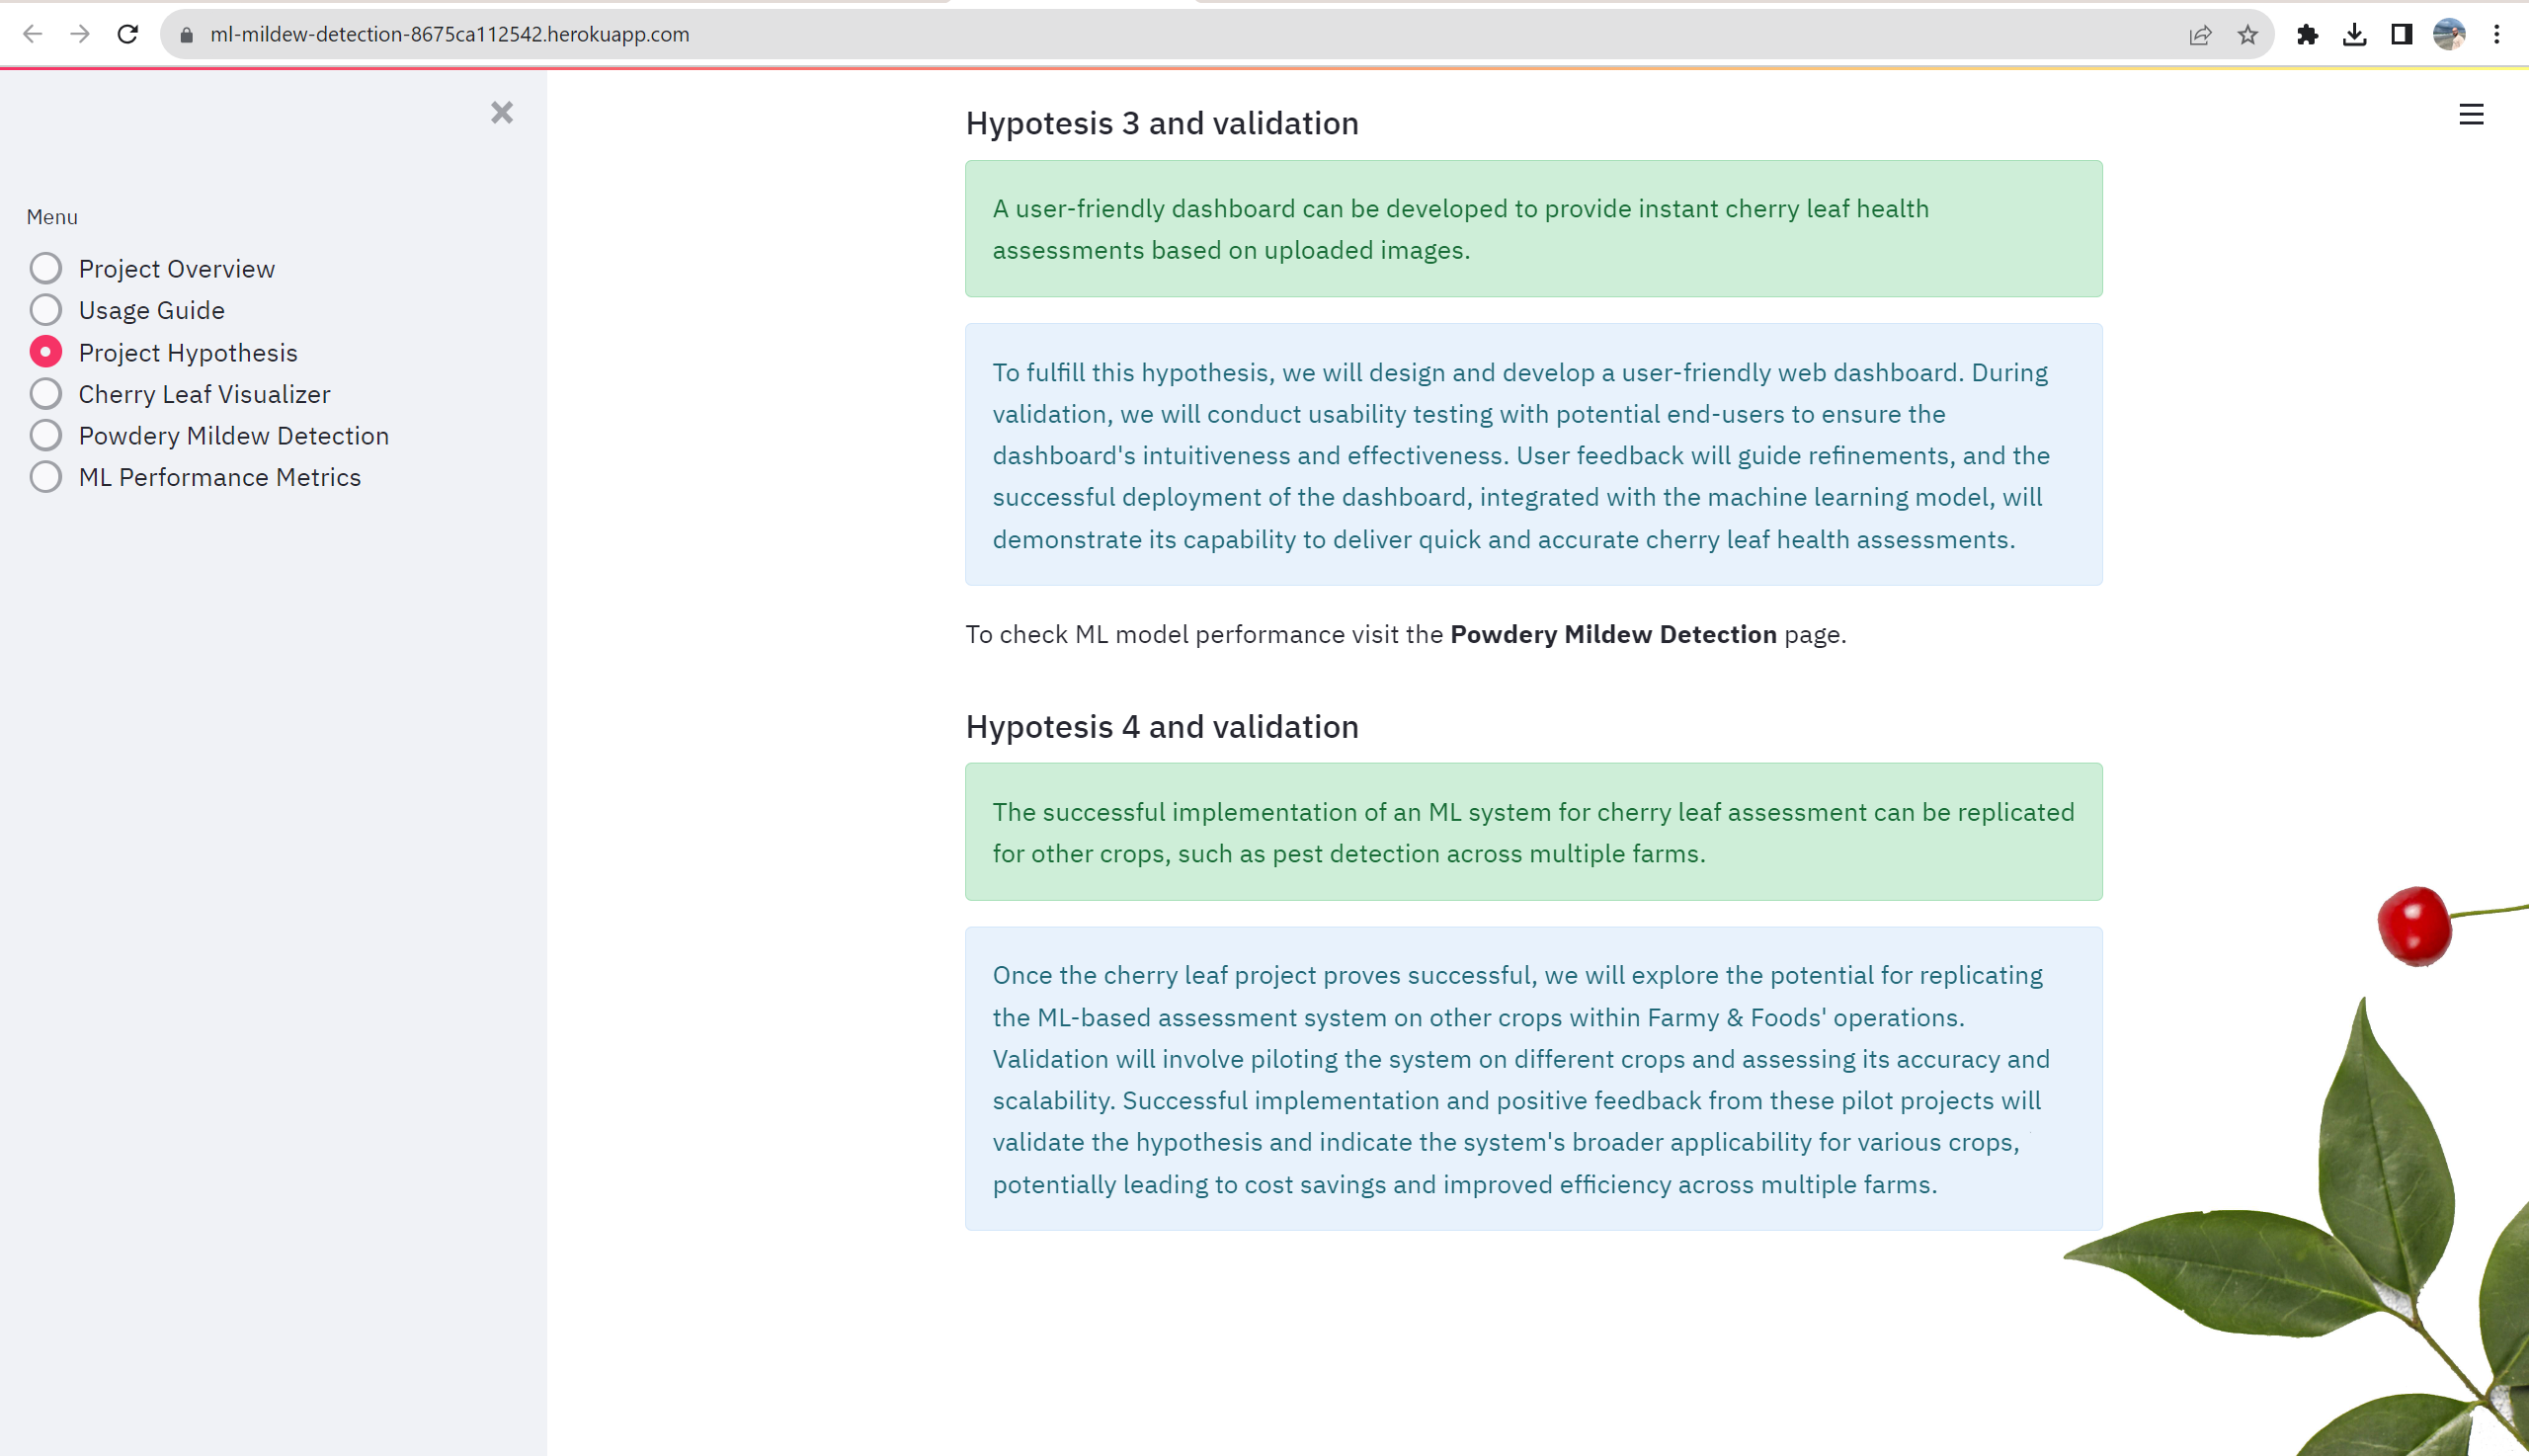 ml-mildew-detection-8675ca112542.herokuapp.com
Menu
Project Overview
Usage Guide
Project Hypothesis
Cherry Leaf Visualizer
Powdery Mildew Detection
ML Performance Metrics
Hypotesis 3 and validation
A user-friendly dashboard can be developed to provide instant cherry leaf health
assessments based on uploaded images.
To fulfill this hypothesis, we will design and develop a user-friendly web dashboard. During
validation, we will conduct usability testing with potential end-users to ensure the
dashboard's intuitiveness and effectiveness. User feedback will guide refinements, and the
successful deployment of the dashboard, integrated with the machine learning model, will
demonstrate its capability to deliver quick and accurate cherry leaf health assessments.
To check ML model performance visit the Powdery Mildew Detection page.
Hypotesis 4 and validation
The successful implementation of an ML system for cherry leaf assessment can be replicated
for other crops, such as pest detection across multiple farms.
Once the cherry leaf project proves successful, we will explore the potential for replicating
the ML-based assessment system on other crops within Farmy & Foods' operations.
Validation will involve piloting the system on different crops and assessing its accuracy and
scalability. Successful implementation and positive feedback from these pilot projects will
validate the hypothesis and indicate the system's broader applicability for various crops,
potentially leading to cost savings and improved efficiency across multiple farms.